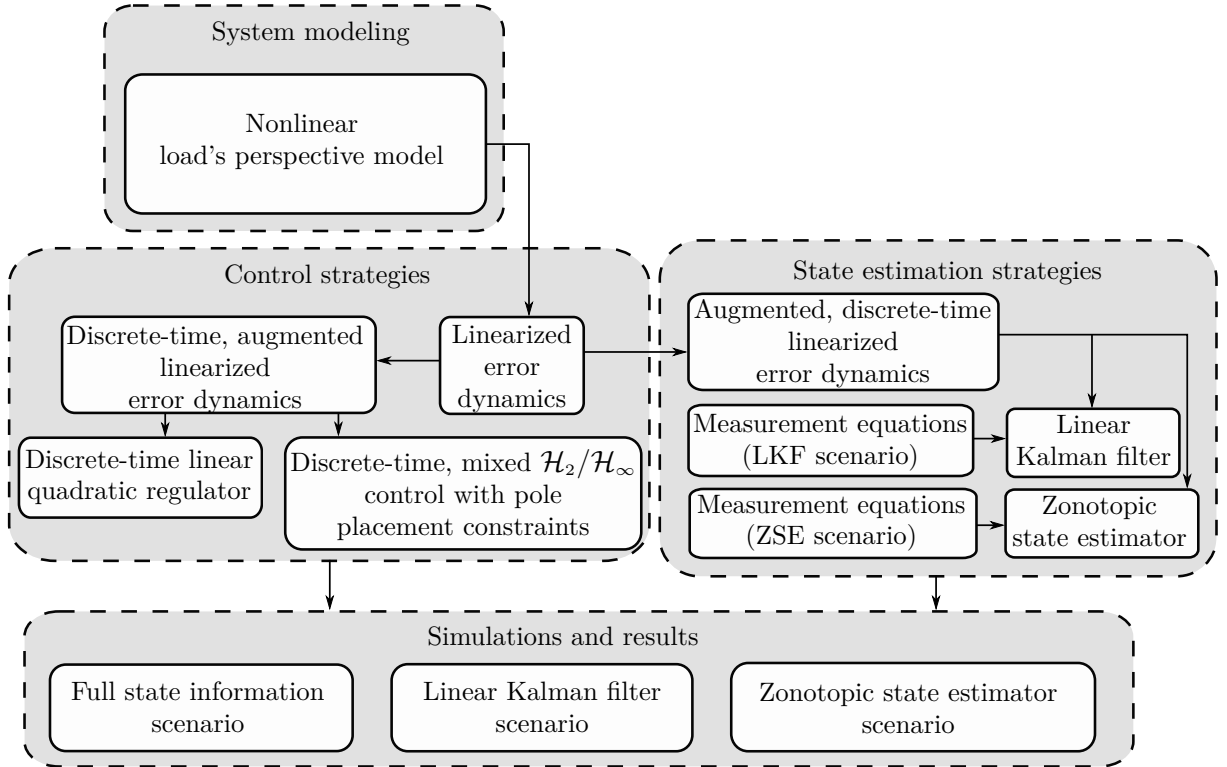 System modeling
Nonlinear
load's perspective model
Control strategies
Discrete-time, augmented
linearized
error dynamics
Linearized
error
dynamics
Discrete-time linear
quadratic regulator
Discrete-time, mixed ℋ₂/ℋ∞
control with pole
placement constraints
State estimation strategies
Augmented, discrete-time
linearized
error dynamics
Measurement equations
(LKF scenario)
Linear
Kalman filter
Measurement equations
(ZSE scenario)
Zonotopic
state estimator
Simulations and results
Full state information
scenario
Linear Kalman filter
scenario
Zonotopic state estimator
scenario